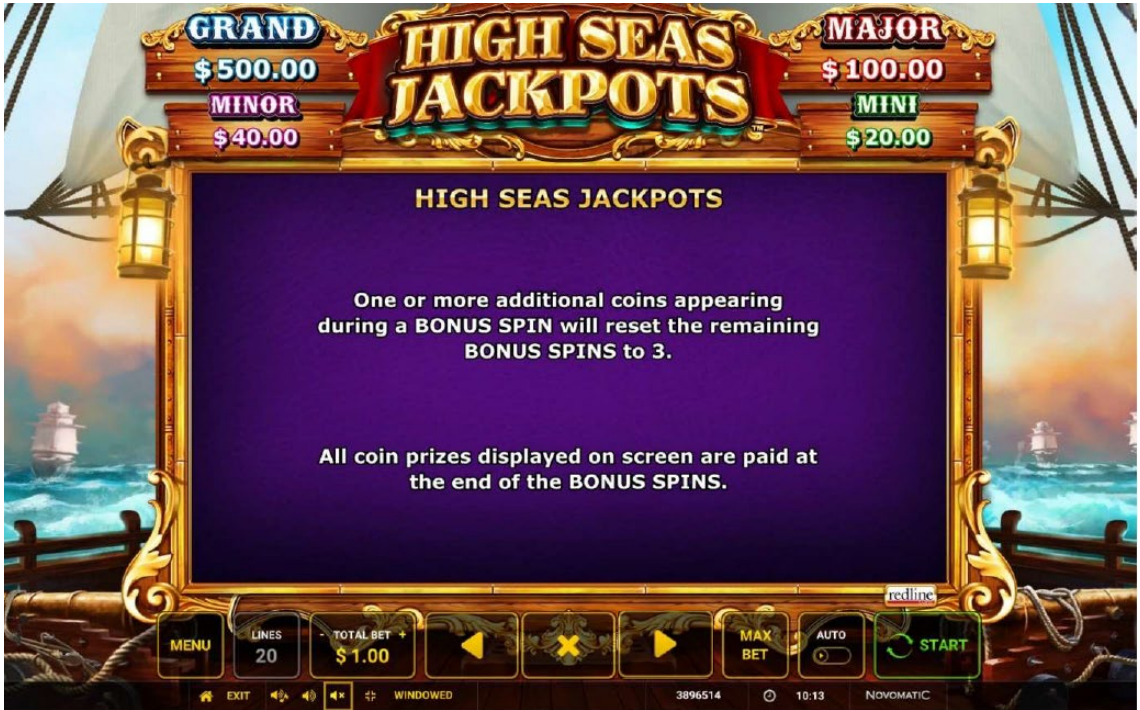 GRAND
$500.00
MINOR
$40.00
HIGH SEAS
JACKPOTS™
MAJOR
$100.00
MINI
$20.00
HIGH SEAS JACKPOTS
One or more additional coins appearing
during a BONUS SPIN will reset the remaining
BONUS SPINS to 3.
All coin prizes displayed on screen are paid at
the end of the BONUS SPINS.
redline
MENU
LINES
20
- TOTAL BET +
$1.00
MAX
BET
AUTO
START
EXIT
WINDOWED
3896514
10:13
NOVOMATIC